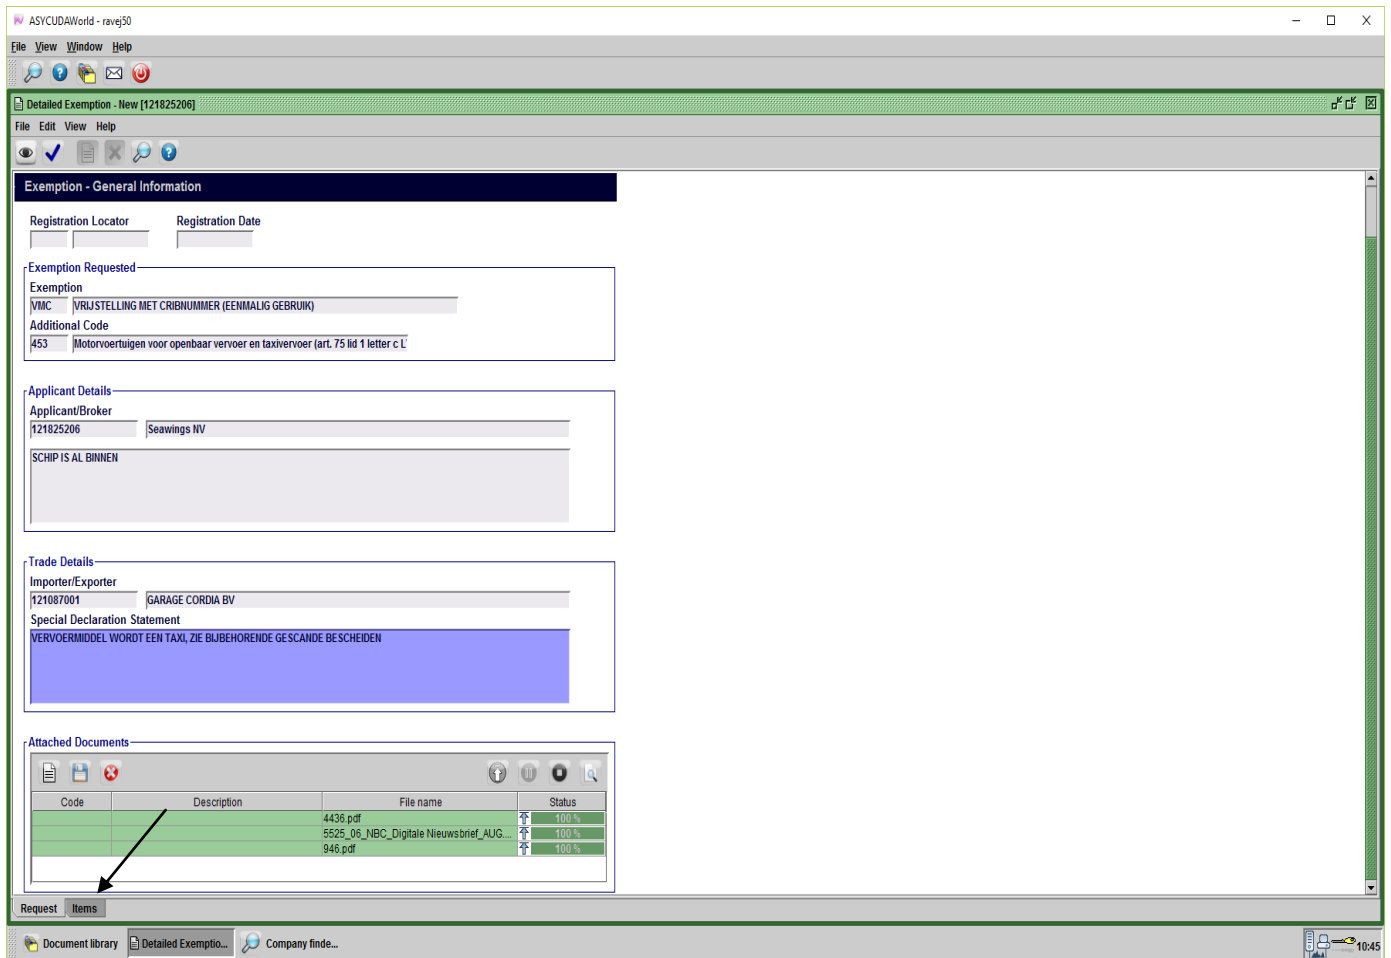 ASYCUDAWorld - ravej50
File View Window Help
Detailed Exemption - New [121825206]
File Edit View Help
Exemption - General Information
Registration Locator Registration Date
Exemption Requested
Exemption
VMC VRIJSTELLING MET CRIBNUMMER (EENMALIG GEBRUIK)
Additional Code
453 Motorvoertuigen voor openbaar vervoer en taxivervoer (art. 75 lid 1 letter c L
Applicant Details
Applicant/Broker
121825206 Seawings NV
SCHIP IS AL BINNEN
Trade Details
Importer/Exporter
121087001 GARAGE CORDIA BV
Special Declaration Statement
VERVOERMIDDEL WORDT EEN TAXI, ZIE BIJBEHORENDE GESCANDE BESCHEIDEN
Attached Documents
Code Description File name Status
4436.pdf 100 %
5525_06_NBC_Digitale Nieuwsbrief_AUG.... 100 %
946.pdf 100 %
Request Items
Document library Detailed Exemptio... Company finde... 10:45